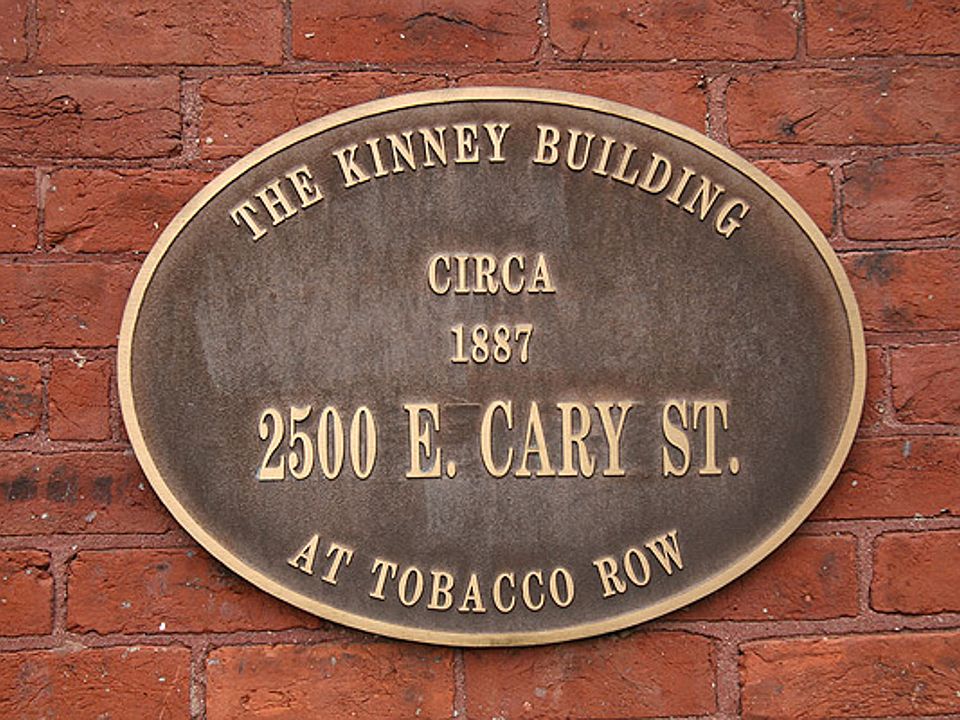 THE KINNEY BUILDING
CIRCA
1887
2500 E. CARY ST.
AT TOBACCO ROW